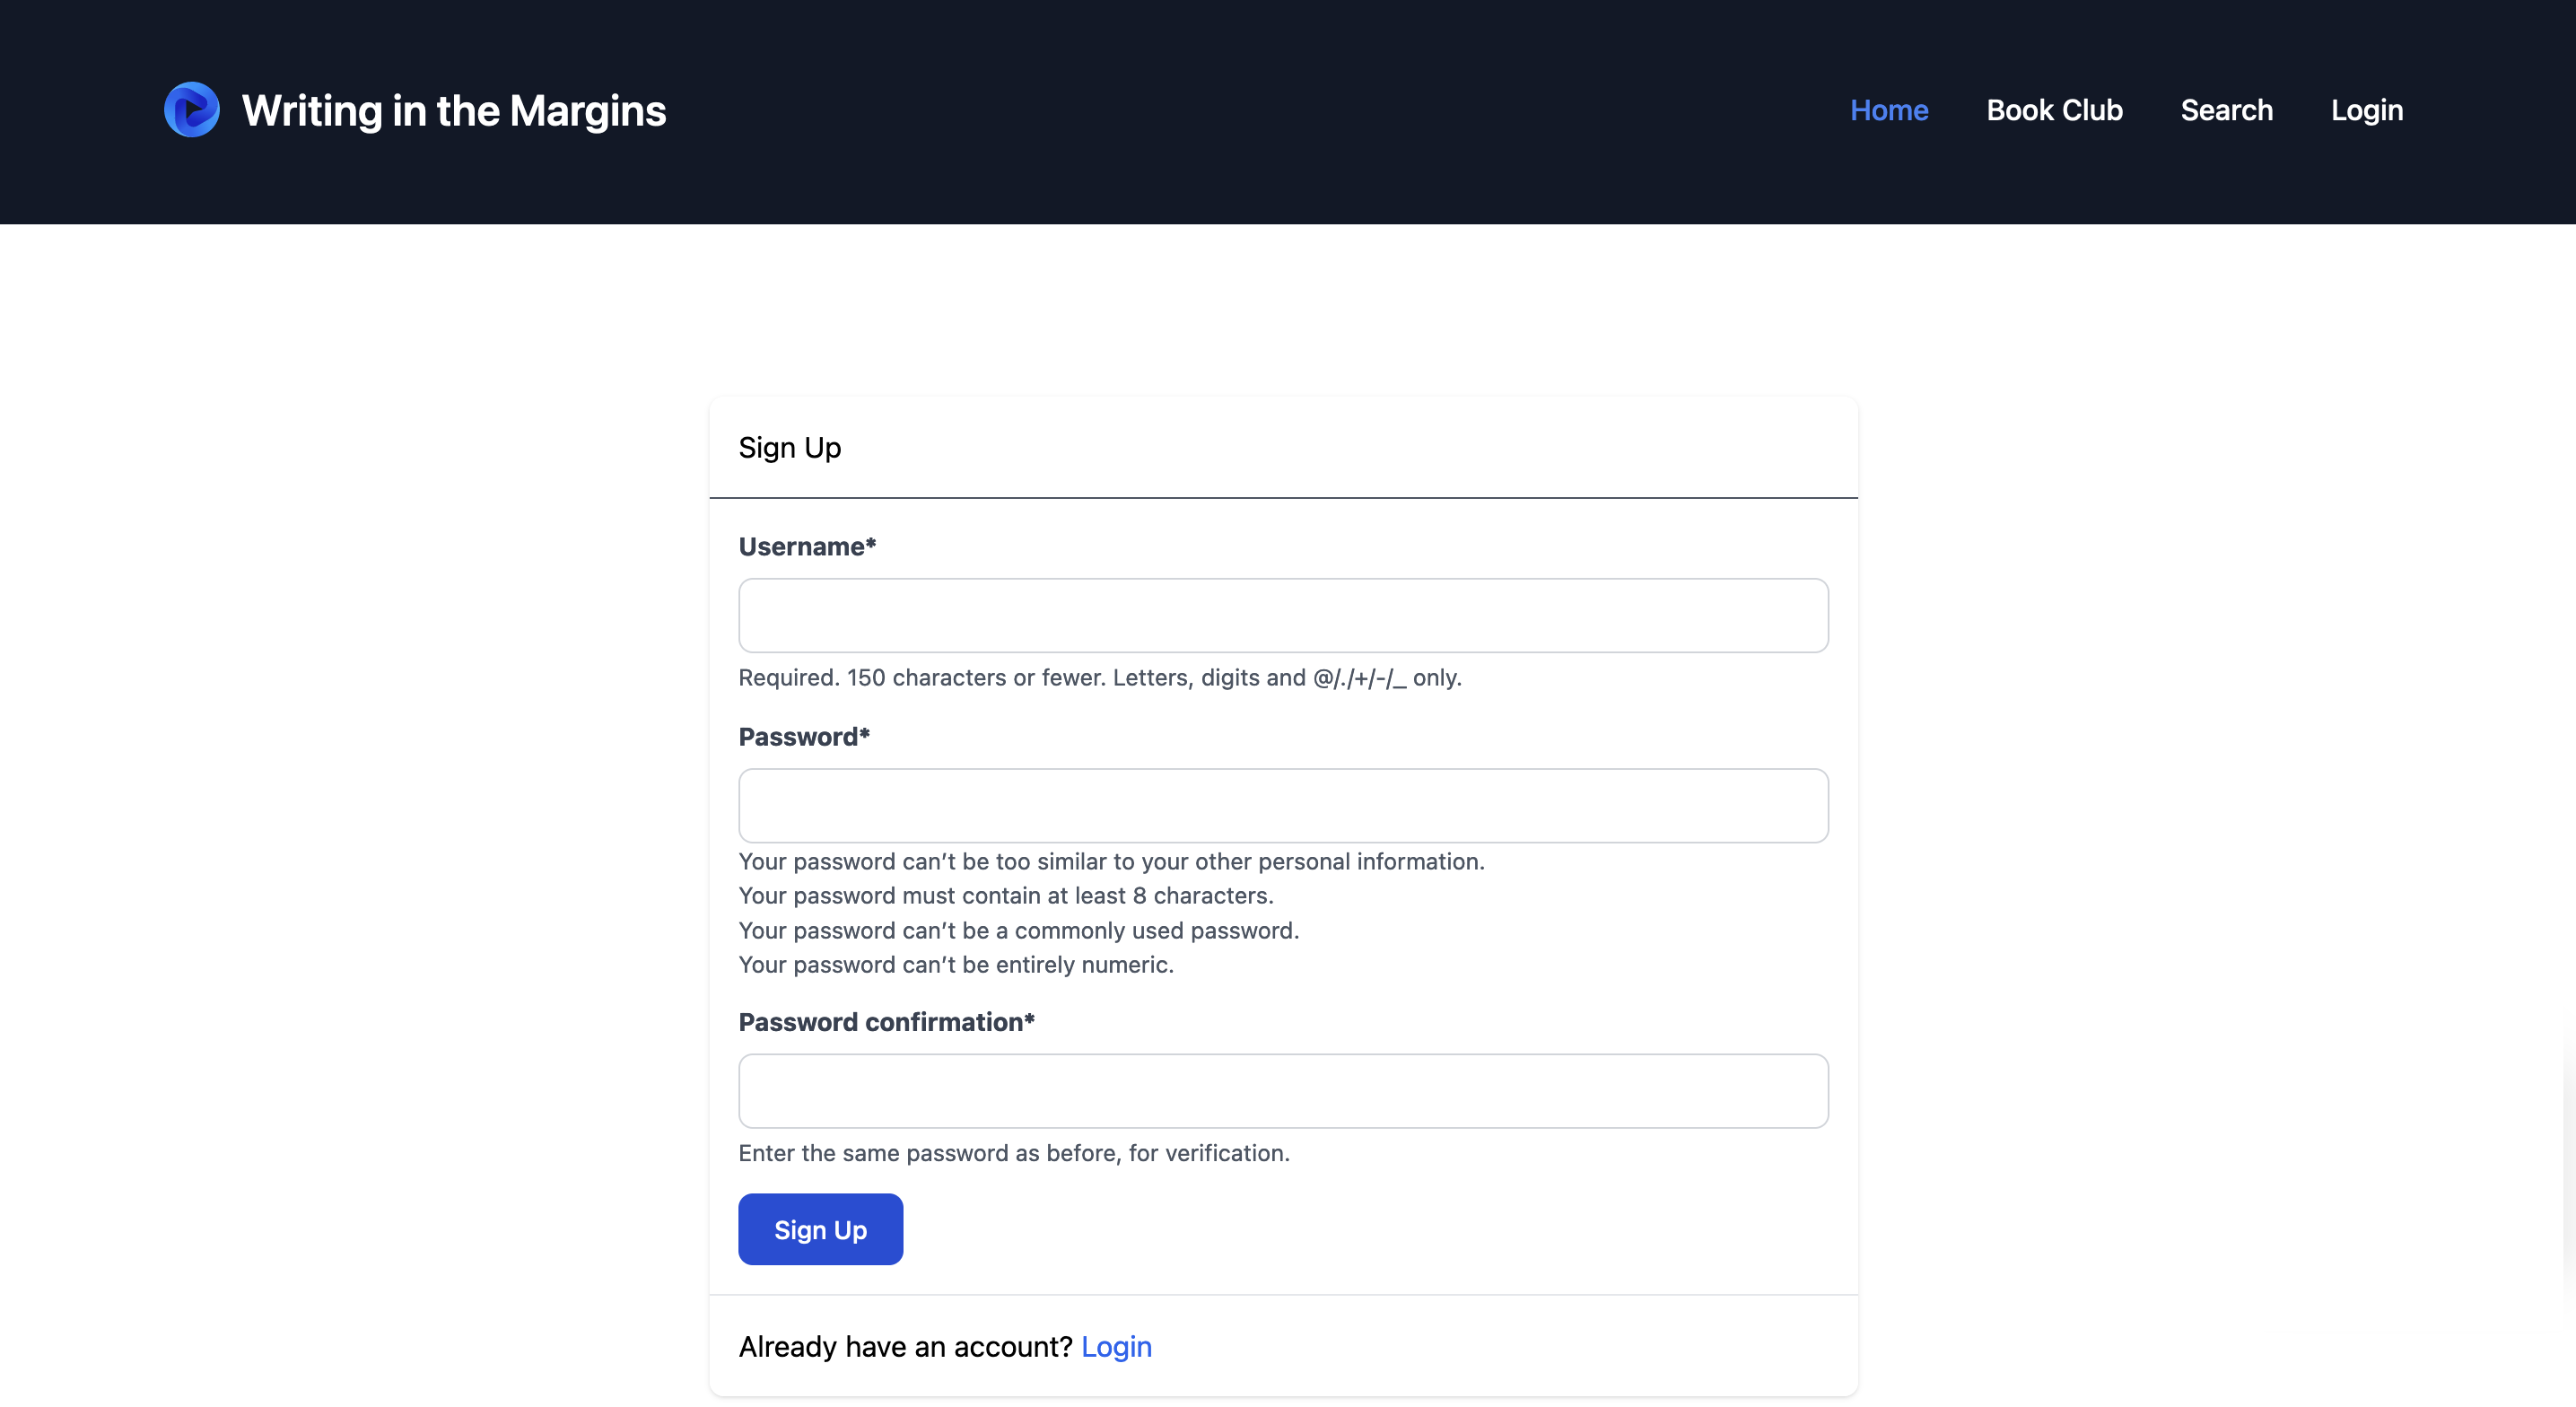 Writing in the Margins
Home Book Club Search Login
Sign Up
Username*
Required. 150 characters or fewer. Letters, digits and @/./+/-/_ only.
Password*
Your password can’t be too similar to your other personal information.
Your password must contain at least 8 characters.
Your password can’t be a commonly used password.
Your password can’t be entirely numeric.
Password confirmation*
Enter the same password as before, for verification.
Sign Up
Already have an account? Login